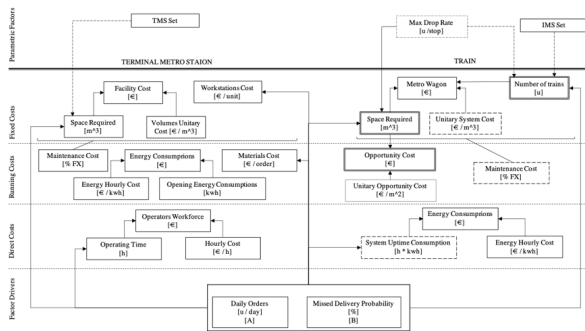 Parametric Factors
TMS Set
Max Drop Rate
[u /stop]
IMS Set
TERMINAL METRO STAION
TRAIN
Fixed Costs
Facility Cost
[€]
Workstations Cost
[€ / unit]
Metro Wagon
[€]
Number of trains
[u]
Space Required
[m^3]
Volumes Unitary
Cost [€ / m^3]
Space Required
[m^3]
Unitary System Cost
[€ / m^3]
Running Costs
Maintenance Cost
[% FX]
Energy Consumprions
[€]
Materials Cost
[€ / order]
Opportunity Cost
[€]
Maintenance Cost
[% FX]
Energy Hourly Cost
[€ / kwh]
Opening Energy Consumptions
[kwh]
Unitary Opportunity Cost
[€ / m^2]
Direct Costs
Operators Workforce
[€]
Energy Consumprions
[€]
Operating Time
[h]
Hourly Cost
[€ / h]
System Uptime Consumption
[h * kwh]
Energy Hourly Cost
[€ / kwh]
Factor Drivers
Daily Orders
[u / day]
[A]
Missed Delivery Probability
[%]
[B]